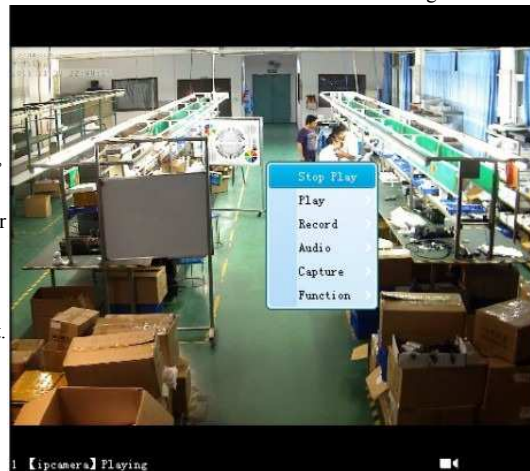 Stop Play
Play
Record
Audio
Capture
Function
1 【ipcamera】Playing